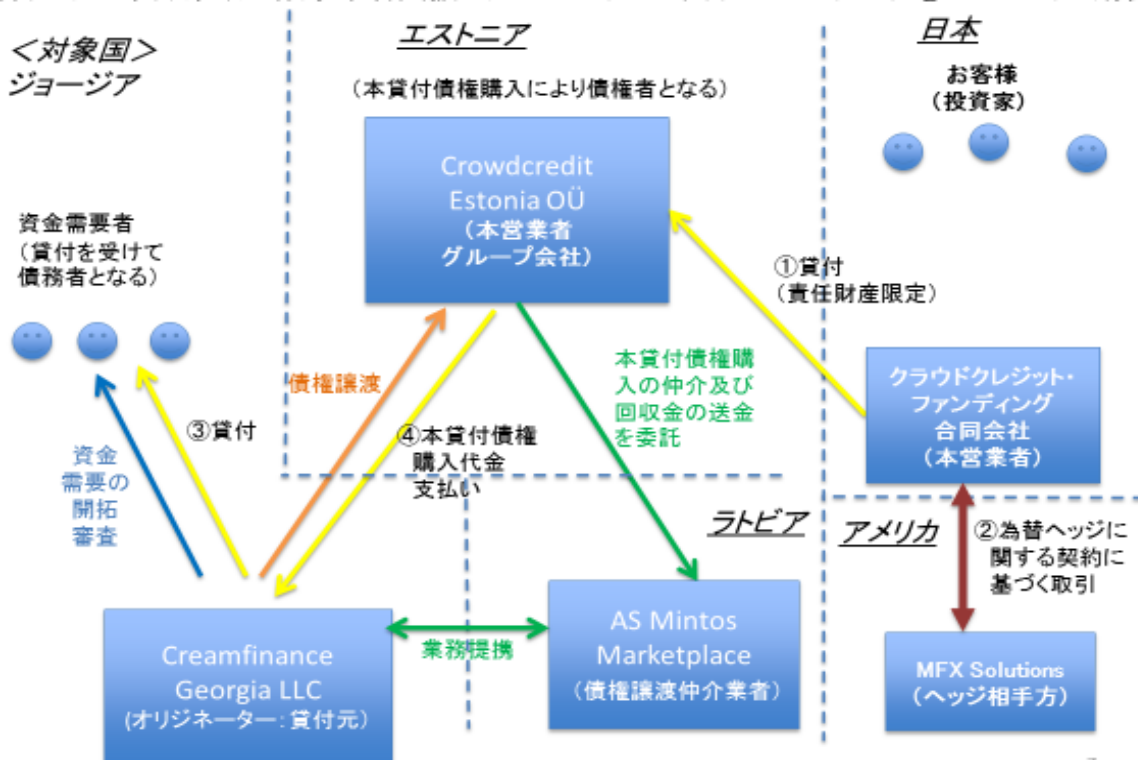 <対象国>
ジョージア
エストニア
日本
(本貸付債権購入により債権者となる)
お客様
(投資家)
Crowdcredit
Estonia OÜ
(本営業者
グループ会社)
資金需要者
(貸付を受けて
債務者となる)
①貸付
(責任財産限定)
債権譲渡
本貸付債権購
入の仲介及び
回収金の送金
を委託
クラウドクレジット・
ファンディング
合同会社
(本営業者)
③貸付
④本貸付債権
購入代金
支払い
資金
需要の
開拓
審査
ラトビア
アメリカ
②為替ヘッジに
関する契約に
基づく取引
Creamfinance
Georgia LLC
(オリジネーター:貸付元)
業務提携
AS Mintos
Marketplace
(債権譲渡仲介業者)
MFX Solutions
(ヘッジ相手方)